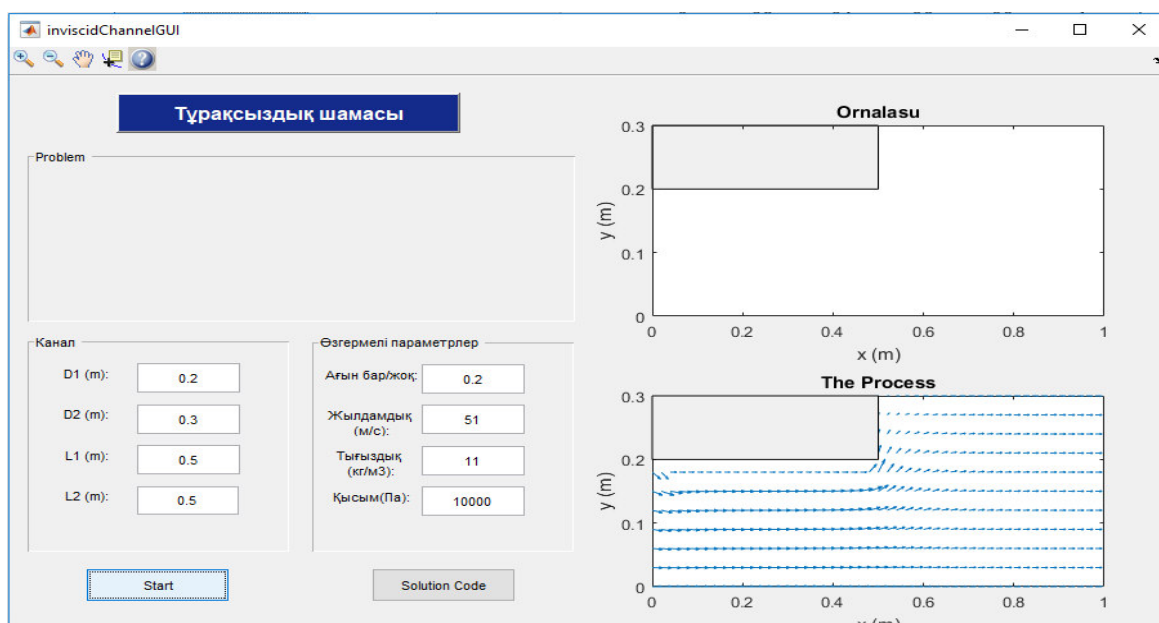 inviscidChannelGUI
Тұрақсыздық шамасы
Problem
Канал
D1 (m):
0.2
D2 (m):
0.3
L1 (m):
0.5
L2 (m):
0.5
Өзгермелі параметрлер
Ағын бар/жоқ:
0.2
Жылдамдық
(м/с):
51
Тығыздық
(кг/м3):
11
Қысым(Па):
10000
Start
Solution Code
Ornalasu
0.3
0.2
0.1
0
y (m)
0 0.2 0.4 0.6 0.8 1
x (m)
The Process
0.3
0.2
0.1
0
y (m)
0 0.2 0.4 0.6 0.8 1
x (m)